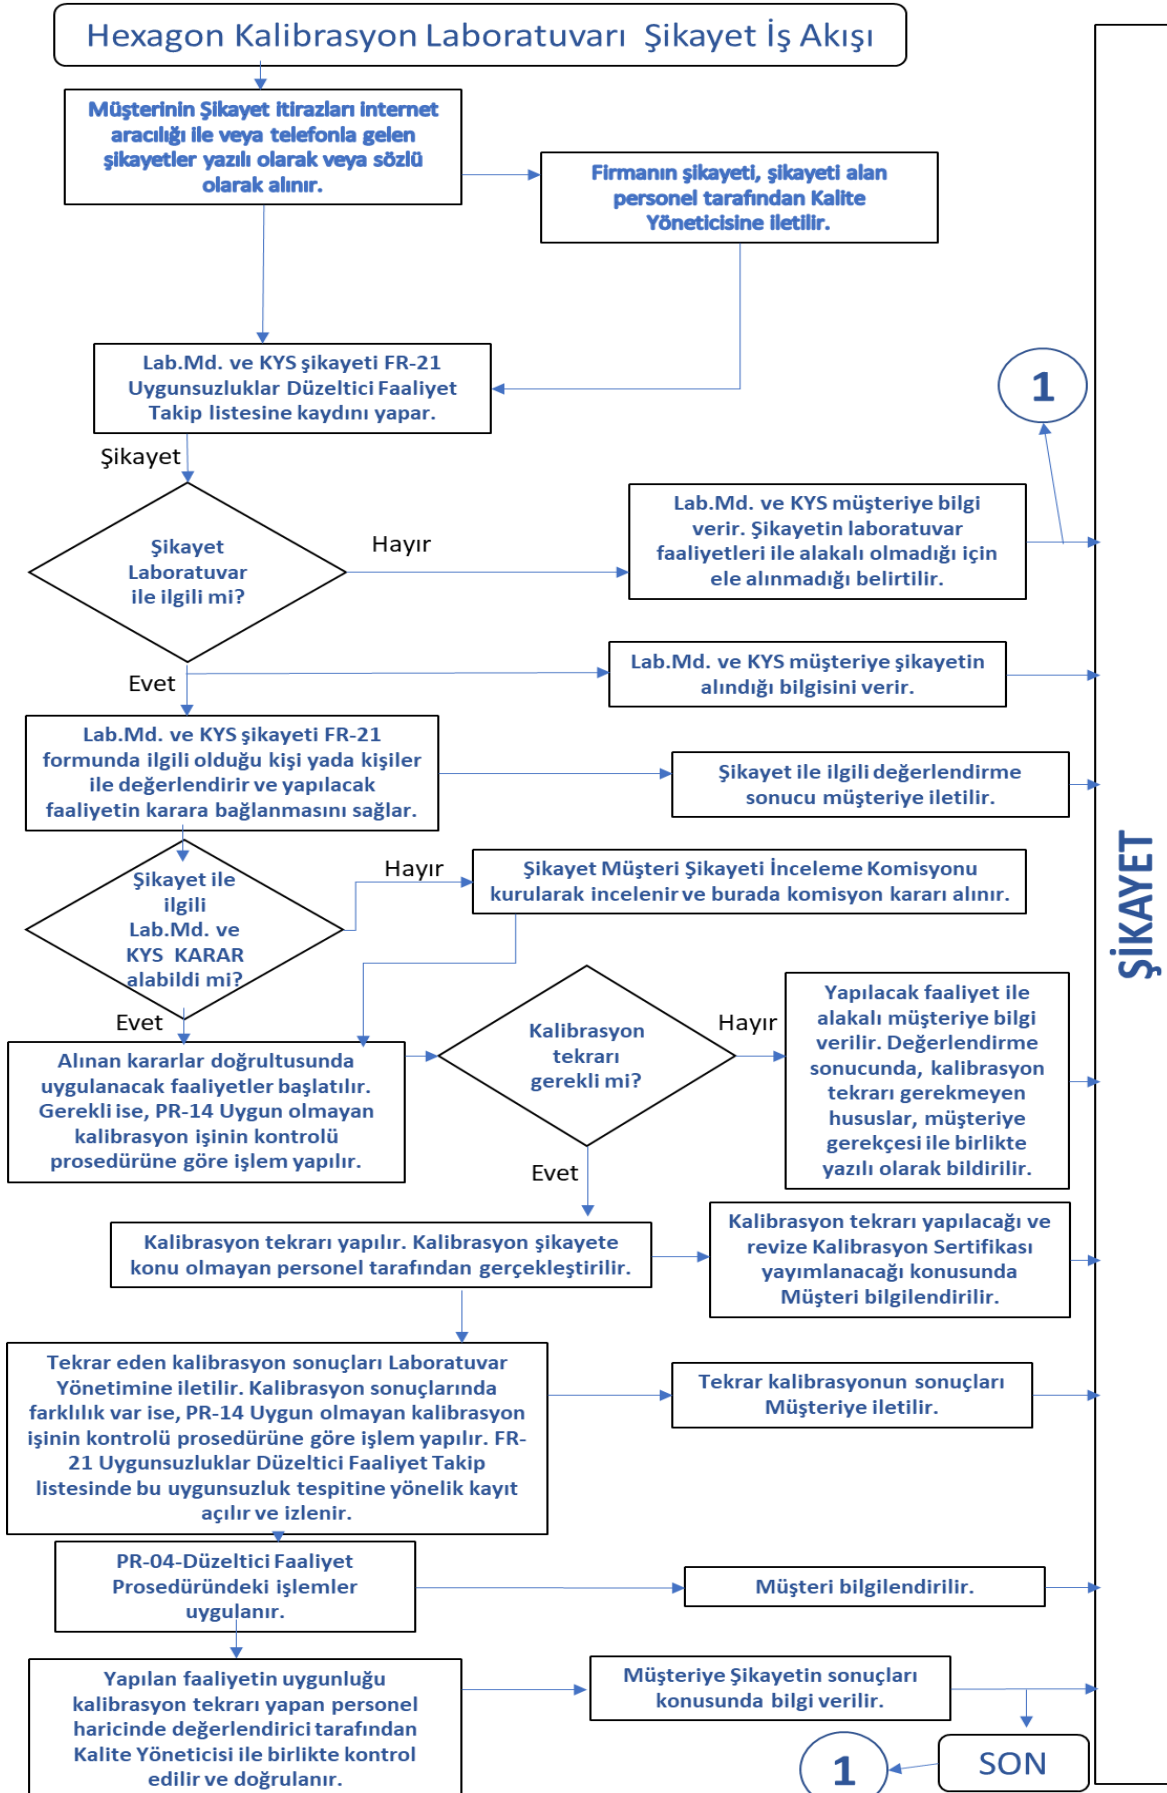 Hexagon Kalibrasyon Laboratuvarı Şikayet İş Akışı
Müşterinin Şikayet itirazları internet
aracılığı ile veya telefonla gelen
şikayetler yazılı olarak veya sözlü
olarak alınır.
Firmanın şikayeti, şikayeti alan
personel tarafından Kalite
Yöneticisine iletilir.
Lab.Md. ve KYS şikayeti FR-21
Uygunsuzluklar Düzeltici Faaliyet
Takip listesine kaydını yapar.
1
Şikayet
Şikayet
Laboratuvar
ile ilgili mi?
Hayır
Lab.Md. ve KYS müşteriye bilgi
verir. Şikayetin laboratuvar
faaliyetleri ile alakalı olmadığı için
ele alınmadığı belirtilir.
Evet
Lab.Md. ve KYS müşteriye şikayetin
alındığı bilgisini verir.
Lab.Md. ve KYS şikayeti FR-21
formunda ilgili olduğu kişi yada kişiler
ile değerlendirir ve yapılacak
faaliyetin karara bağlanmasını sağlar.
Şikayet ile ilgili değerlendirme
sonucu müşteriye iletilir.
ŞİKAYET
Şikayet ile
ilgili
Lab.Md. ve
KYS KARAR
alabildi mi?
Hayır
Şikayet Müşteri Şikayeti İnceleme Komisyonu
kurularak incelenir ve burada komisyon kararı alınır.
Evet
Alınan kararlar doğrultusunda
uygulanacak faaliyetler başlatılır.
Gerekli ise, PR-14 Uygun olmayan
kalibrasyon işinin kontrolü
prosedürüne göre işlem yapılır.
Kalibrasyon
tekrarı
gerekli mi?
Hayır
Yapılacak faaliyet ile
alakalı müşteriye bilgi
verilir. Değerlendirme
sonucunda, kalibrasyon
tekrarı gerekmeyen
hususlar, müşteriye
gerekçesi ile birlikte
yazılı olarak bildirilir.
Evet
Kalibrasyon tekrarı yapılır. Kalibrasyon şikayete
konu olmayan personel tarafından gerçekleştirilir.
Kalibrasyon tekrarı yapılacağı ve
revize Kalibrasyon Sertifikası
yayımlanacağı konusunda
Müşteri bilgilendirilir.
Tekrar eden kalibrasyon sonuçları Laboratuvar
Yönetimine iletilir. Kalibrasyon sonuçlarında
farklılık var ise, PR-14 Uygun olmayan kalibrasyon
işinin kontrolü prosedürüne göre işlem yapılır. FR-
21 Uygunsuzluklar Düzeltici Faaliyet Takip
listesinde bu uygunsuzluk tespitine yönelik kayıt
açılır ve izlenir.
Tekrar kalibrasyonun sonuçları
Müşteriye iletilir.
PR-04-Düzeltici Faaliyet
Prosedüründeki işlemler
uygulanır.
Müşteri bilgilendirilir.
Yapılan faaliyetin uygunluğu
kalibrasyon tekrarı yapan personel
haricinde değerlendirici tarafından
Kalite Yöneticisi ile birlikte kontrol
edilir ve doğrulanır.
Müşteriye Şikayetin sonuçları
konusunda bilgi verilir.
1
SON